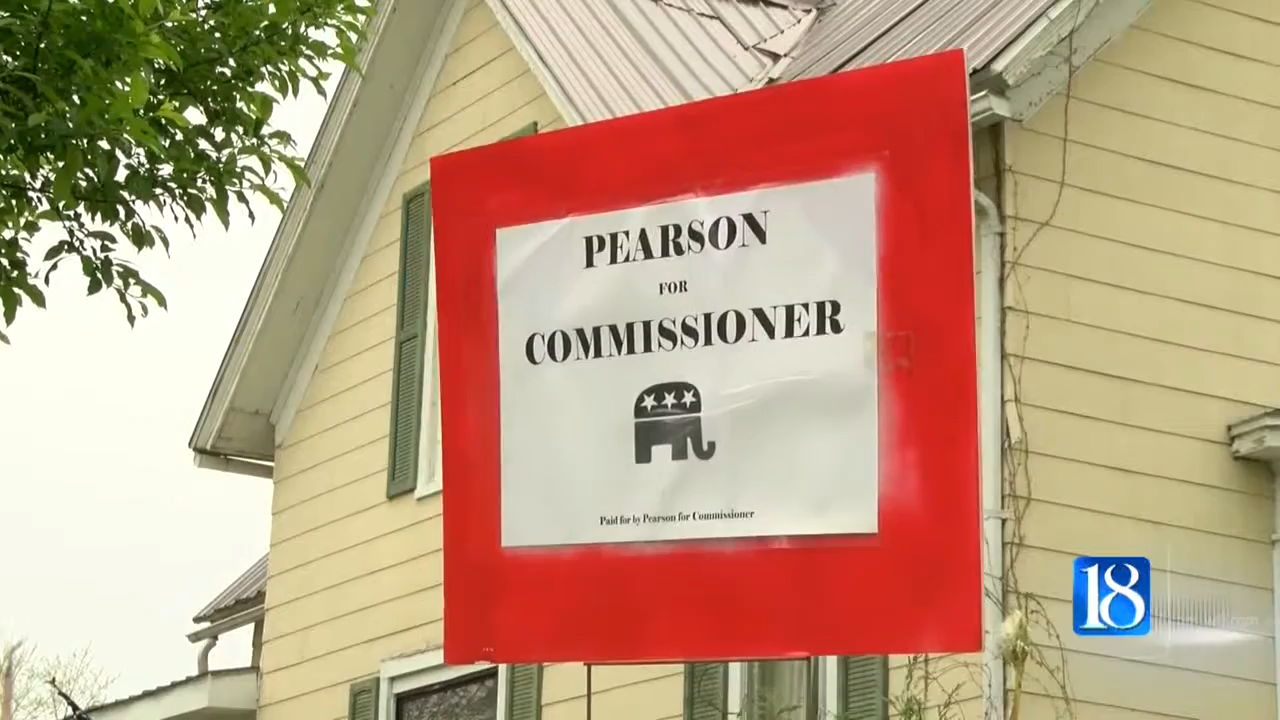 PEARSON
FOR
COMMISSIONER
Paid for by Pearson for Commissioner
18